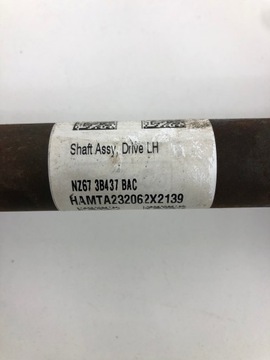 Shaft Assy, Drive LH
NZ67 3B437 BAC
HAMTA232062X2139